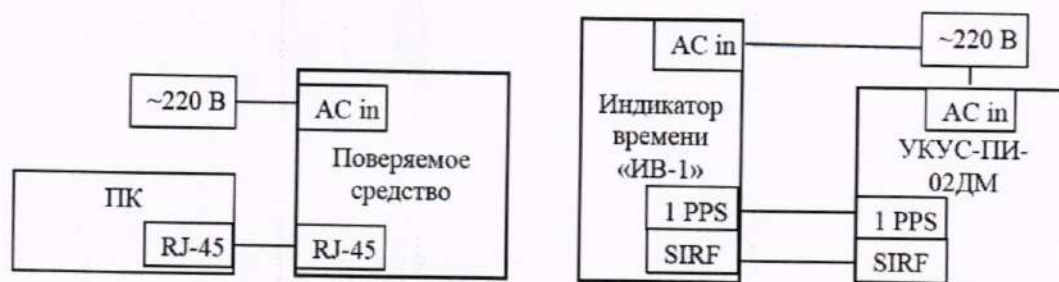 ~220 В
AC in
Поверяемое
средство
ПК
RJ-45
RJ-45
AC in
~220 В
Индикатор
времени
«ИВ-1»
AC in
УКУС-ПИ-
02ДМ
1 PPS
1 PPS
SIRF
SIRF